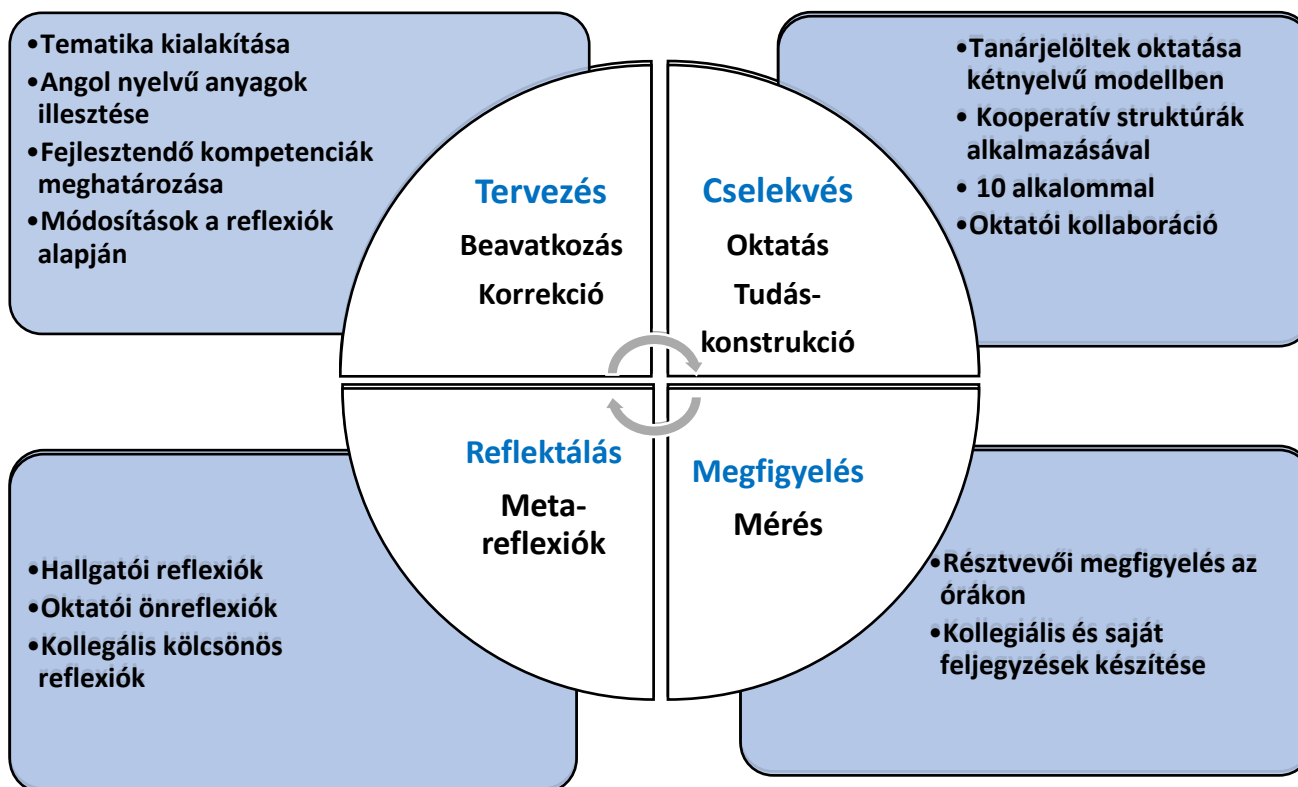 •Tematika kialakítása
•Angol nyelvű anyagok
illesztése
•Fejlesztendő kompetenciák
meghatározása
•Módosítások a reflexiók
alapján
Tervezés
Beavatkozás
Korrekció
•Tanárjelöltek oktatása
kétnyelvű modellben
• Kooperatív struktúrák
alkalmazásával
• 10 alkalommal
•Oktatói kollaboráció
Cselekvés
Oktatás
Tudás-
konstrukció
Reflektálás
Meta-
reflexiók
•Hallgatói reflexiók
•Oktatói önreflexiók
•Kollegális kölcsönös
reflexiók
Megfigyelés
Mérés
•Résztvevői megfigyelés az
órákon
•Kollegiális és saját
feljegyzések készítése